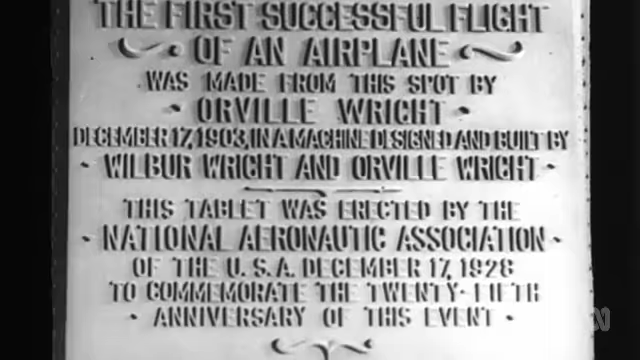 THE FIRST SUCCESSFUL FLIGHT
OF AN AIRPLANE
WAS MADE FROM THIS SPOT BY
ORVILLE WRIGHT
DECEMBER 17, 1903, IN A MACHINE DESIGNED AND BUILT BY
WILBUR WRIGHT AND ORVILLE WRIGHT
THIS TABLET WAS ERECTED BY THE
NATIONAL AERONAUTIC ASSOCIATION
OF THE U.S.A. DECEMBER 17, 1928
TO COMMEMORATE THE TWENTY-FIFTH
ANNIVERSARY OF THIS EVENT